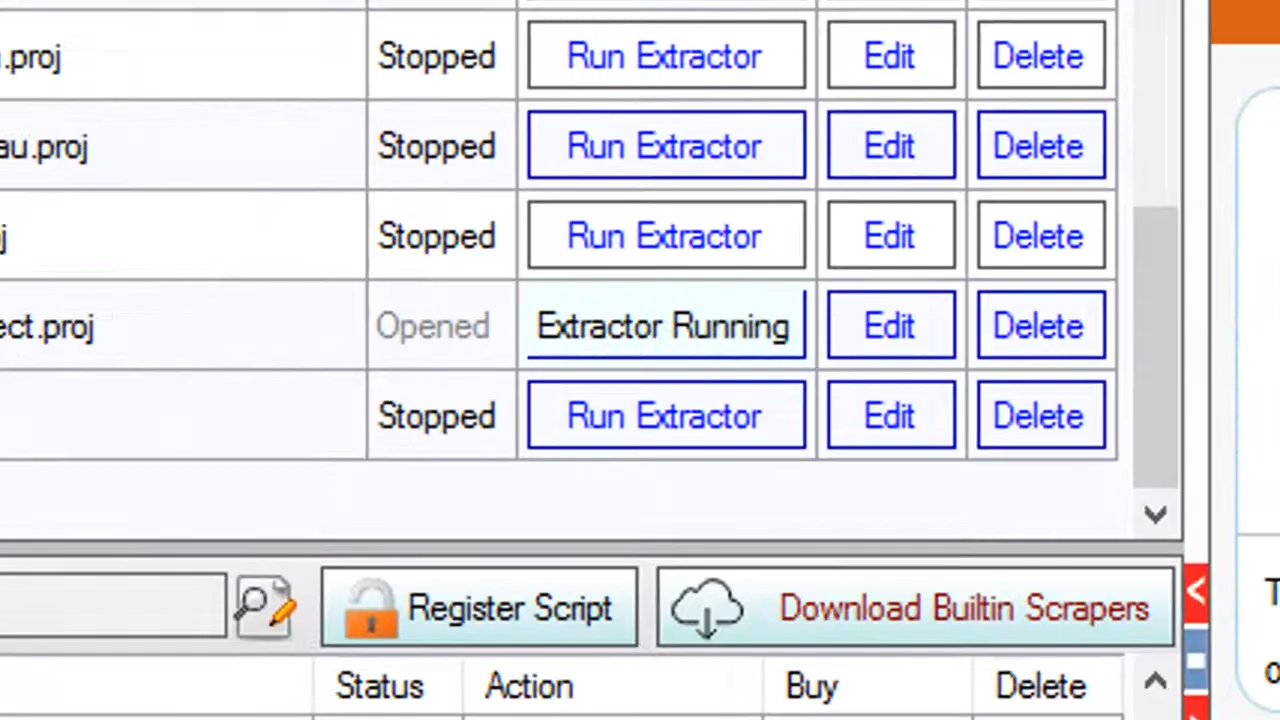 .proj Stopped Run Extractor Edit Delete
au.proj Stopped Run Extractor Edit Delete
j Stopped Run Extractor Edit Delete
ect.proj Opened Extractor Running Edit Delete
Stopped Run Extractor Edit Delete
Register Script Download Builtin Scrapers
Status Action Buy Delete